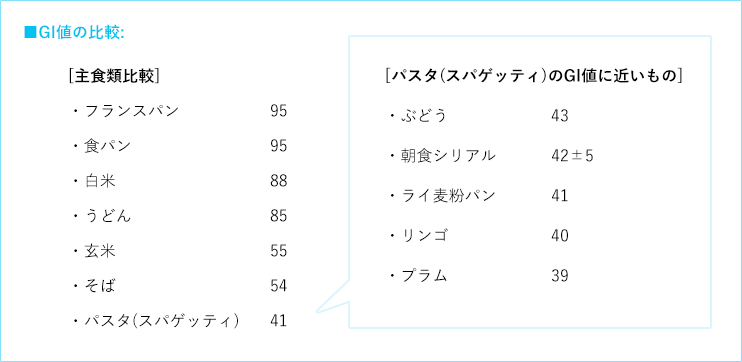 ■GI値の比較:
[主食類比較]
・フランスパン 95
・食パン 95
・白米 88
・うどん 85
・玄米 55
・そば 54
・パスタ(スパゲッティ) 41
[パスタ(スパゲッティ)のGI値に近いもの]
・ぶどう 43
・朝食シリアル 42±5
・ライ麦粉パン 41
・リンゴ 40
・プラム 39